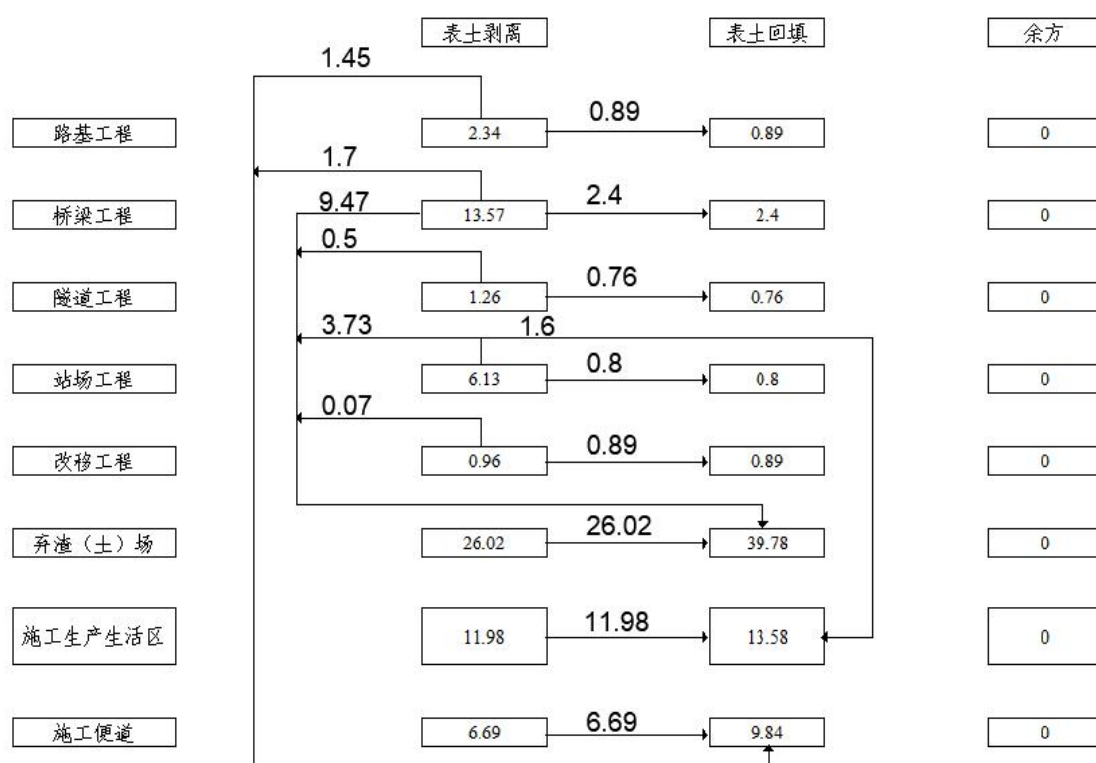 表土剥离 表土回填 余方
1.45
路基工程 2.34 0.89 0.89 0
1.7
桥梁工程 9.47 13.57 2.4 2.4 0
0.5
隧道工程 1.26 0.76 0.76 0
3.73 1.6
站场工程 6.13 0.8 0.8 0
0.07
改移工程 0.96 0.89 0.89 0
弃渣（土）场 26.02 26.02 39.78 0
施工生产生活区 11.98 11.98 13.58 0
施工便道 6.69 6.69 9.84 0